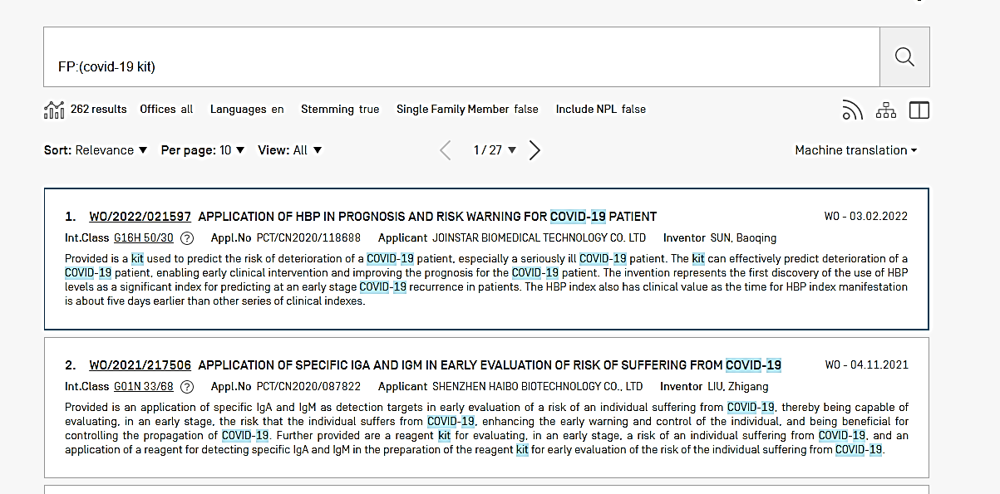 FP:(covid-19 kit)
262 results Offices all Languages en Stemming true Single Family Member false Include NPL false
Sort: Relevance ▼ Per page: 10 ▼ View: All ▼ 1 / 27 ▼ Machine translation
1. WO/2022/021597 APPLICATION OF HBP IN PROGNOSIS AND RISK WARNING FOR COVID-19 PATIENT WO - 03.02.2022
Int.Class G16H 50/30 ? Appl.No PCT/CN2020/118688 Applicant JOINSTAR BIOMEDICAL TECHNOLOGY CO. LTD Inventor SUN, Baoqing
Provided is a kit used to predict the risk of deterioration of a COVID-19 patient, especially a seriously ill COVID-19 patient. The kit can effectively predict deterioration of a
COVID-19 patient, enabling early clinical intervention and improving the prognosis for the COVID-19 patient. The invention represents the first discovery of the use of HBP
levels as a significant index for predicting at an early stage COVID-19 recurrence in patients. The HBP index also has clinical value as the time for HBP index manifestation
is about five days earlier than other series of clinical indexes.
2. WO/2021/217506 APPLICATION OF SPECIFIC IGA AND IGM IN EARLY EVALUATION OF RISK OF SUFFERING FROM COVID-19 WO - 04.11.2021
Int.Class G01N 33/68 ? Appl.No PCT/CN2020/087822 Applicant SHENZHEN HAIBO BIOTECHNOLOGY CO., LTD Inventor LIU, Zhigang
Provided is an application of specific IgA and IgM as detection targets in early evaluation of a risk of an individual suffering from COVID-19, thereby being capable of
evaluating, in an early stage, the risk that the individual suffers from COVID-19, enhancing the early warning and control of the individual, and being beneficial for
controlling the propagation of COVID-19. Further provided are a reagent kit for evaluating, in an early stage, a risk of an individual suffering from COVID-19, and an
application of a reagent for detecting specific IgA and IgM in the preparation of the reagent kit for early evaluation of the risk of the individual suffering from COVID-19.